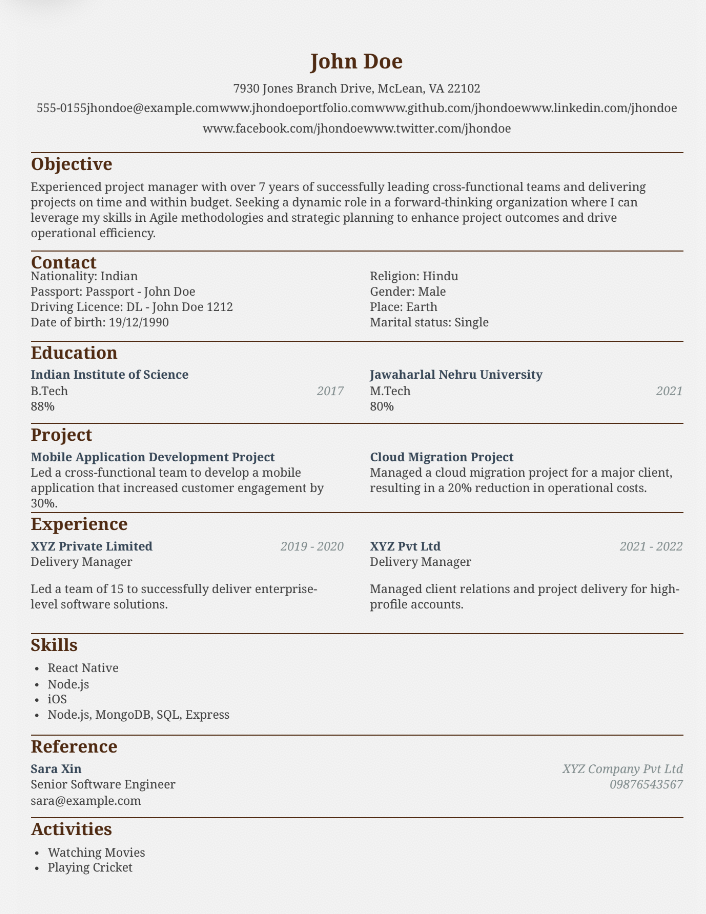 John Doe
7930 Jones Branch Drive, McLean, VA 22102
555-0155jhondoe@example.comwww.jhondoeportfolio.comwww.github.com/jhondoewww.linkedin.com/jhondoe
www.facebook.com/jhondoewww.twitter.com/jhondoe
Objective
Experienced project manager with over 7 years of successfully leading cross-functional teams and delivering
projects on time and within budget. Seeking a dynamic role in a forward-thinking organization where I can
leverage my skills in Agile methodologies and strategic planning to enhance project outcomes and drive
operational efficiency.
Contact
Nationality: Indian
Passport: Passport - John Doe
Driving Licence: DL - John Doe 1212
Date of birth: 19/12/1990
Religion: Hindu
Gender: Male
Place: Earth
Marital status: Single
Education
Indian Institute of Science
B.Tech 2017
88%
Jawaharlal Nehru University
M.Tech 2021
80%
Project
Mobile Application Development Project
Led a cross-functional team to develop a mobile
application that increased customer engagement by
30%.
Cloud Migration Project
Managed a cloud migration project for a major client,
resulting in a 20% reduction in operational costs.
Experience
XYZ Private Limited 2019 - 2020
Delivery Manager
Led a team of 15 to successfully deliver enterprise-
level software solutions.
XYZ Pvt Ltd 2021 - 2022
Delivery Manager
Managed client relations and project delivery for high-
profile accounts.
Skills
• React Native
• Node.js
• iOS
• Node.js, MongoDB, SQL, Express
Reference
Sara Xin XYZ Company Pvt Ltd
Senior Software Engineer 09876543567
sara@example.com
Activities
• Watching Movies
• Playing Cricket